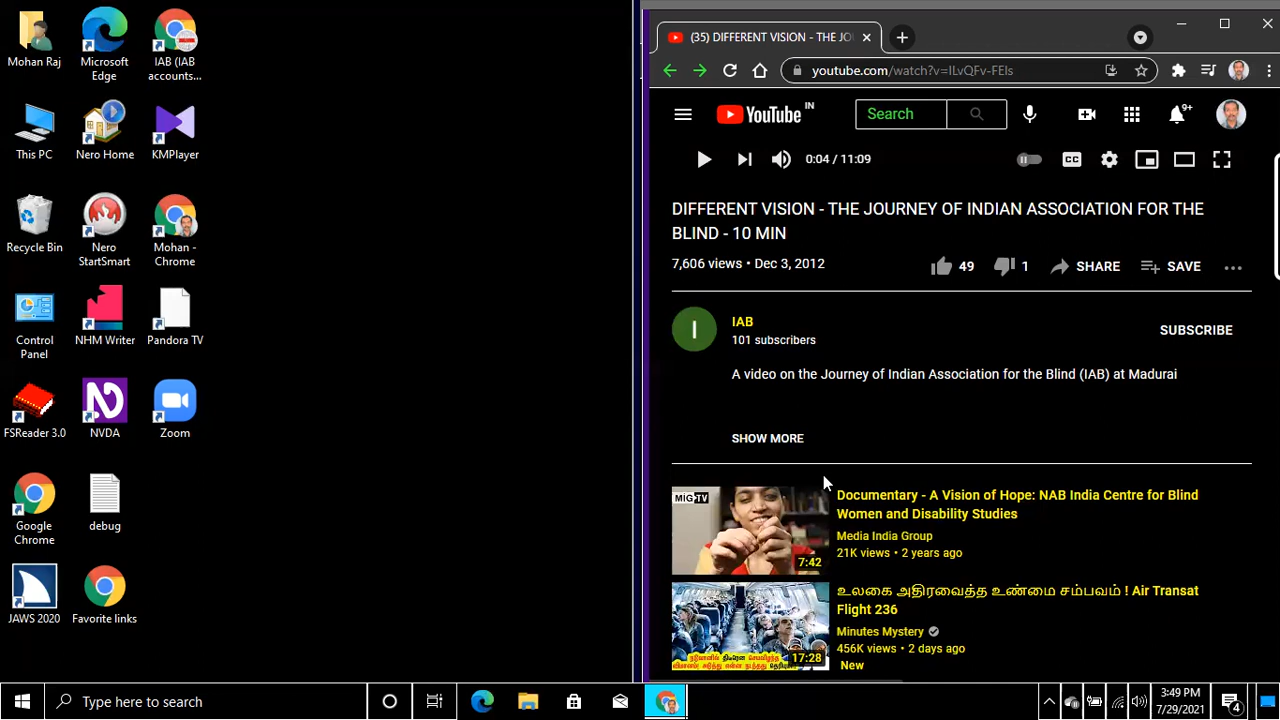 Mohan Raj
Microsoft
Edge
IAB (IAB
accounts...
This PC
Nero Home
KMPlayer
Recycle Bin
Nero
StartSmart
Mohan -
Chrome
Control
Panel
NHM Writer
Pandora TV
FSReader 3.0
NVDA
Zoom
Google
Chrome
debug
JAWS 2020
Favorite links
(35) DIFFERENT VISION - THE JO
youtube.com/watch?v=ILvQFv-FEIs
YouTube IN
Search
9+
0:04 / 11:09
CC
DIFFERENT VISION - THE JOURNEY OF INDIAN ASSOCIATION FOR THE
BLIND - 10 MIN
7,606 views • Dec 3, 2012
49
1
SHARE
SAVE
I
IAB
101 subscribers
SUBSCRIBE
A video on the Journey of Indian Association for the Blind (IAB) at Madurai
SHOW MORE
MiG TV
7:42
Documentary - A Vision of Hope: NAB India Centre for Blind
Women and Disability Studies
Media India Group
21K views • 2 years ago
17:28
உலகை அதிரவைத்த உண்மை சம்பவம் ! Air Transat
Flight 236
Minutes Mystery
456K views • 2 days ago
New
Type here to search
3:49 PM
7/29/2021
4